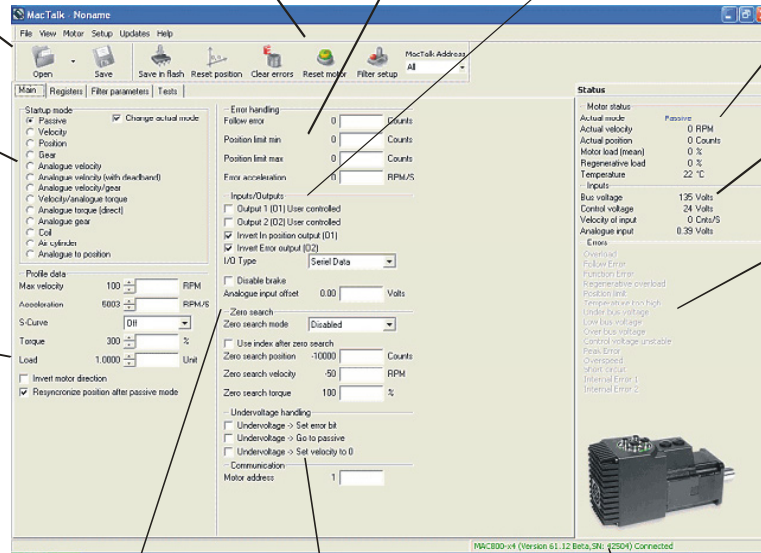 MacTalk - Noname
File View Motor Setup Updates Help
Open Save Save in flash Reset position Clear errors Reset motor Filter setup
MacTalk Address
All
Main Registers Filter parameters Tests
Startup mode
Passive
Change actual mode
Velocity
Position
Gear
Analogue velocity
Analogue velocity (with deadband)
Analogue velocity/gear
Velocity/analogue torque
Analogue torque (direct)
Analogue gear
Coil
Air cylinder
Analogue to position
Profile data
Max velocity 100 RPM
Acceleration 5003 RPM/S
S-Curve Off
Torque 300 %
Load 1.0000 Unit
Invert motor direction
Resyncronize position after passive mode
Error handling
Follow error 0 Counts
Position limit min 0 Counts
Position limit max 0 Counts
Error acceleration 0 RPM/S
Inputs/Outputs
Output 1 (O1) User controlled
Output 2 (O2) User controlled
Invert In position output (O1)
Invert Error output (O2)
I/O Type Seriel Data
Disable brake
Analogue input offset 0.00 Volts
Zero search
Zero search mode Disabled
Use index after zero search
Zero search position -10000 Counts
Zero search velocity -50 RPM
Zero search torque 100 %
Undervoltage handling
Undervoltage -> Set error bit
Undervoltage -> Go to passive
Undervoltage -> Set velocity to 0
Communication
Motor address 1
Status
Motor status
Actual mode Passive
Actual velocity 0 RPM
Actual position 0 Counts
Motor load (mean) 0 %
Regenerative load 0 %
Temperature 22 °C
Inputs
Bus voltage 135 Volts
Control voltage 24 Volts
Velocity of input 0 Cnts/S
Analogue input 0.39 Volts
Errors
Overload
Follow Error
Function Error
Regenerative overload
Position limit
Temperature too high
Under bus voltage
Low bus voltage
Over bus voltage
Control voltage unstable
Peak Error
Overspeed
Short circuit
Internal Error 1
Internal Error 2
MAC800-x4 (Version 61.12 Beta,SN: 42504) Connected